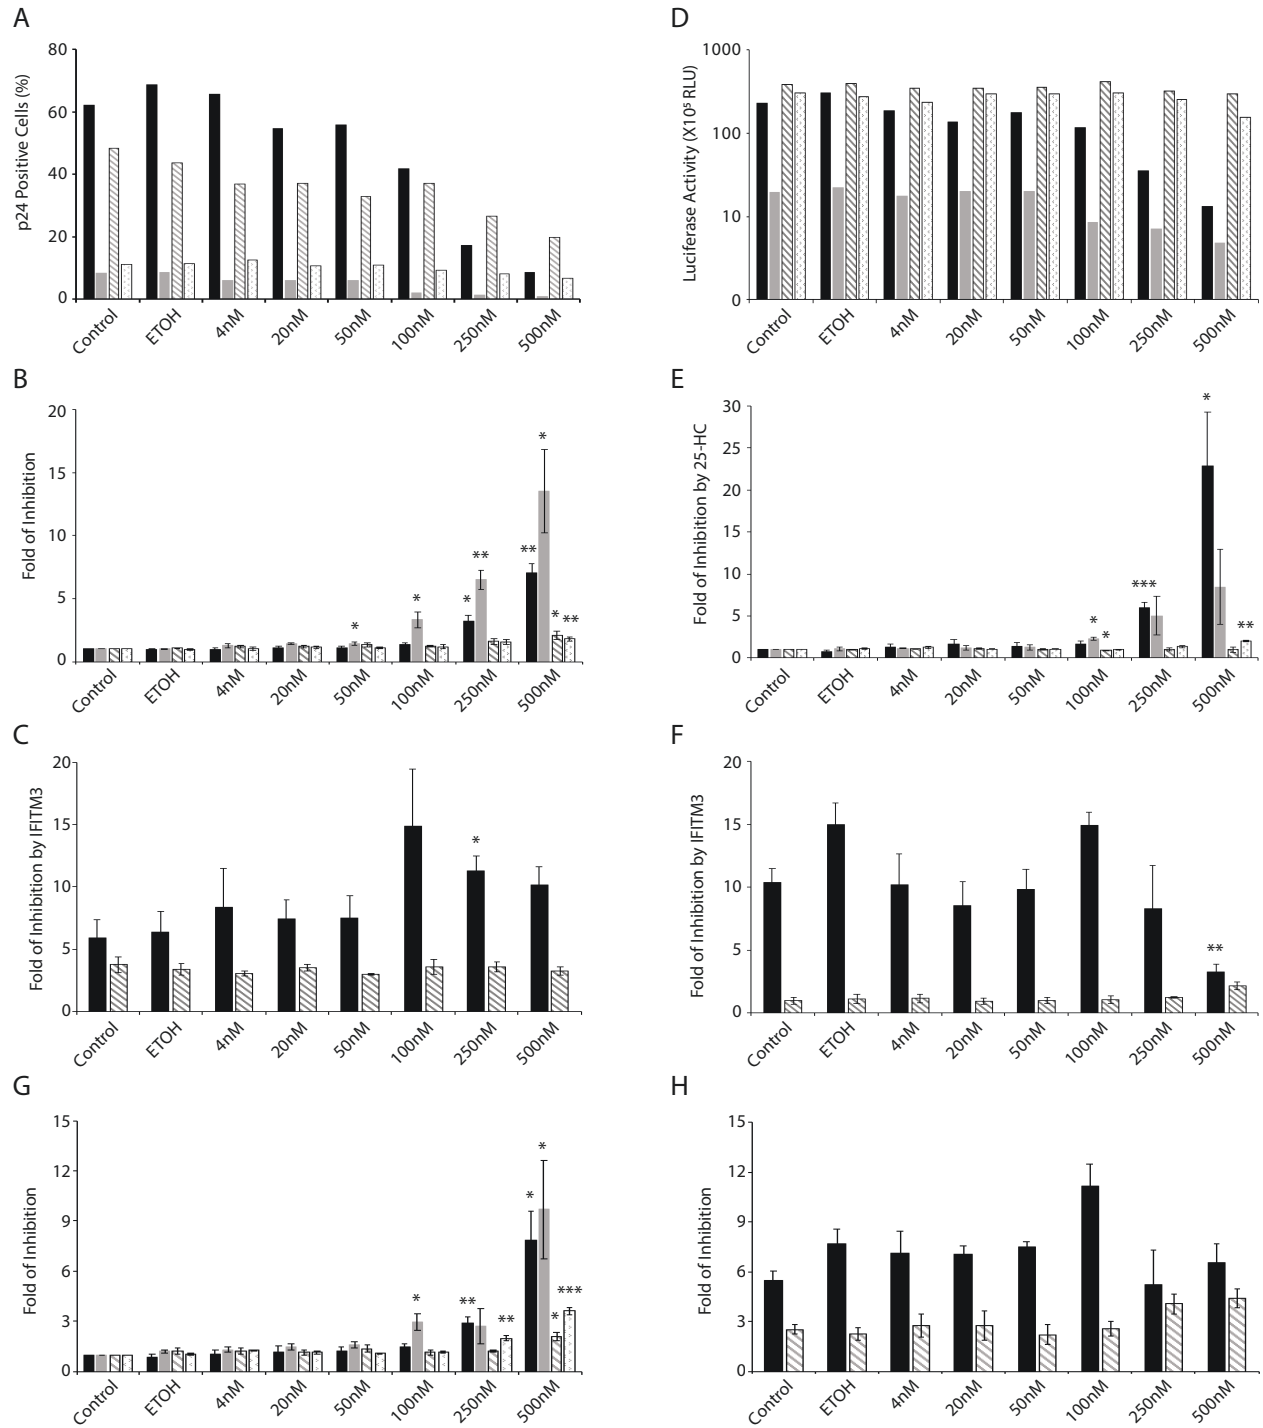 A
D
80
60
40
20
0
p24 Positive Cells (%)
Control
ETOH
4nM
20nM
50nM
100nM
250nM
500nM
1000
100
10
0
Luciferase Activity (X10⁵ RLU)
Control
ETOH
4nM
20nM
50nM
100nM
250nM
500nM
B
E
20
15
10
5
0
Fold of Inhibition
*
*
*
**
**
*
*
**
Control
ETOH
4nM
20nM
50nM
100nM
250nM
500nM
30
25
20
15
10
5
0
Fold of Inhibition by 25-HC
*
*
***
*
**
Control
ETOH
4nM
20nM
50nM
100nM
250nM
500nM
C
F
20
15
10
5
0
Fold of Inhibition by IFITM3
*
Control
ETOH
4nM
20nM
50nM
100nM
250nM
500nM
20
15
10
5
0
Fold of Inhibition by IFITM3
**
Control
ETOH
4nM
20nM
50nM
100nM
250nM
500nM
G
H
15
12
9
6
3
0
Fold of Inhibition
*
**
**
*
*
*
***
Control
ETOH
4nM
20nM
50nM
100nM
250nM
500nM
15
12
9
6
3
0
Fold of Inhibition
Control
ETOH
4nM
20nM
50nM
100nM
250nM
500nM